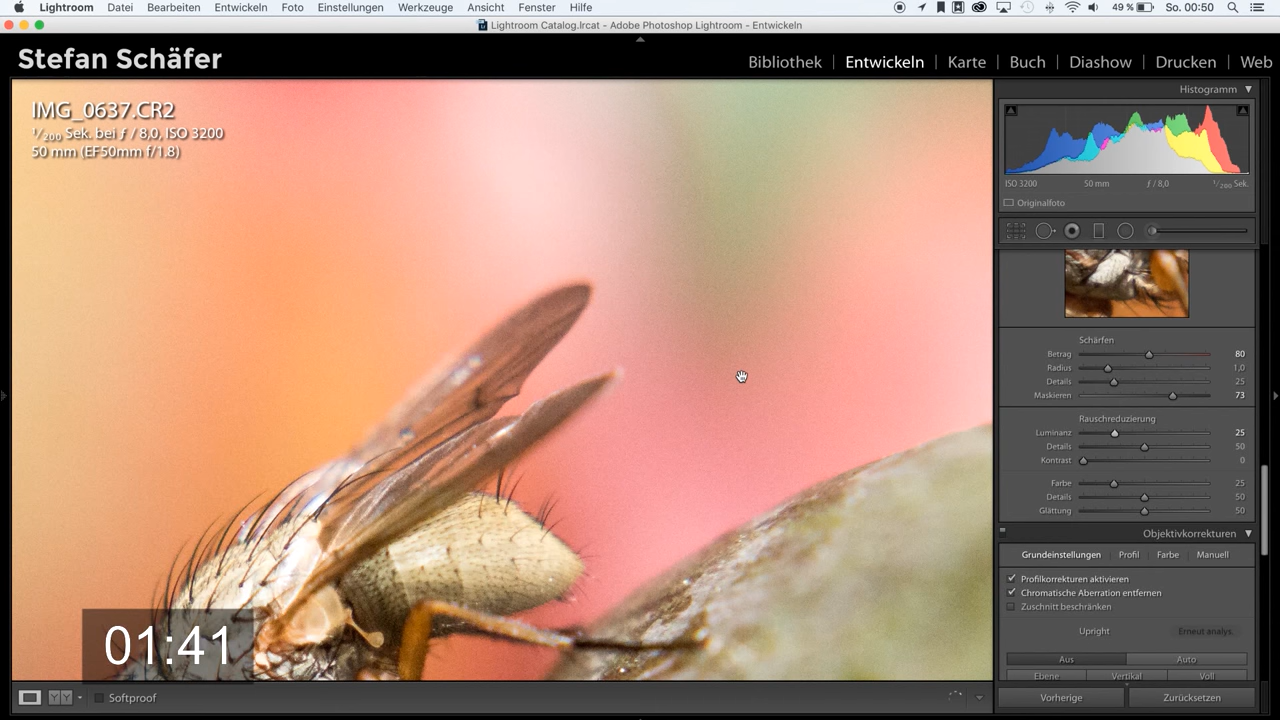 Lightroom Datei Bearbeiten Entwickeln Foto Einstellungen Werkzeuge Ansicht Fenster Hilfe 49 % So. 00:50
Lightroom Catalog.lrcat - Adobe Photoshop Lightroom - Entwickeln
Stefan Schäfer
Bibliothek | Entwickeln | Karte | Buch | Diashow | Drucken | Web
IMG_0637.CR2
1/200 Sek. bei ƒ / 8,0, ISO 3200
50 mm (EF50mm f/1.8)
Histogramm
ISO 3200 50 mm ƒ / 8,0 1/200 Sek.
Originalfoto
Schärfen
Betrag 80
Radius 1,0
Details 25
Maskieren 73
Rauschreduzierung
Luminanz 25
Details 50
Kontrast 0
Farbe 25
Details 50
Glättung 50
Objektivkorrekturen
Grundeinstellungen Profil Farbe Manuell
Profilkorrekturen aktivieren
Chromatische Aberration entfernen
Zuschnitt beschränken
Upright Erneut analys.
Aus Auto
Ebene Vertikal Voll
01:41
YY Softproof
Vorherige Zurücksetzen